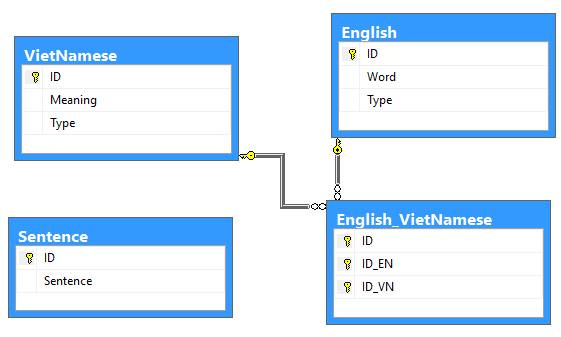 VietNamese
ID
Meaning
Type
English
ID
Word
Type
Sentence
ID
Sentence
English_VietNamese
ID
ID_EN
ID_VN